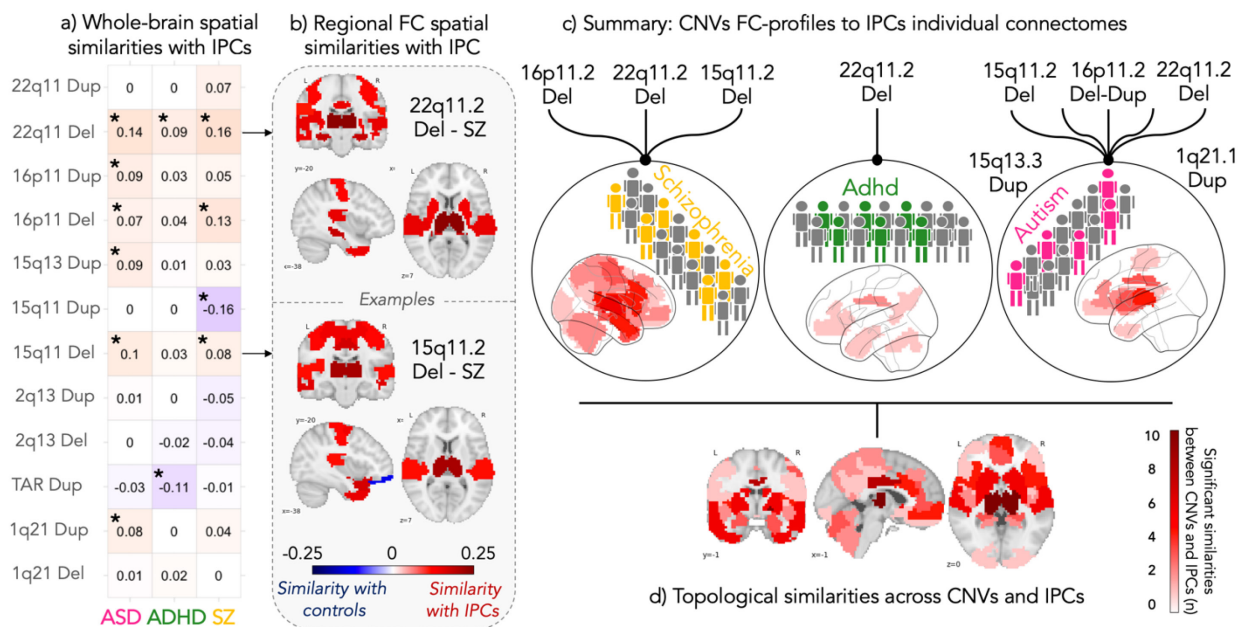 a) Whole-brain spatial
similarities with IPCs
22q11 Dup 0 0 0.07
22q11 Del * 0.14 * 0.09 * 0.16
16p11 Dup * 0.09 0.03 0.05
16p11 Del * 0.07 0.04 * 0.13
15q13 Dup * 0.09 0.01 0.03
15q11 Dup 0 0 * -0.16
15q11 Del * 0.1 0.03 * 0.08
2q13 Dup 0.01 0 -0.05
2q13 Del 0 -0.02 -0.04
TAR Dup -0.03 * -0.11 -0.01
1q21 Dup * 0.08 0 0.04
1q21 Del 0.01 0.02 0
ASD ADHD SZ
b) Regional FC spatial
similarities with IPC
L R
22q11.2
Del - SZ
y=-20 x=
x=-38 z=7
Examples
L R
15q11.2
Del - SZ
y=-20 x=
x=-38 z=7
-0.25 0 0.25
Similarity with
controls
Similarity
with IPCs
c) Summary: CNVs FC-profiles to IPCs individual connectomes
16p11.2
Del
22q11.2
Del
15q11.2
Del
Schizophrenia
22q11.2
Del
Adhd
15q11.2
Del
16p11.2
Del-Dup
22q11.2
Del
15q13.3
Dup
1q21.1
Dup
Autism
L R L R
y=-1 x=-1 z=0
10
8
6
4
2
0
Significant similarities
between CNVs and IPCs (n)
d) Topological similarities across CNVs and IPCs